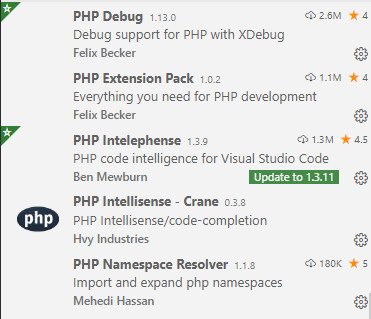 PHP Debug 1.13.0 2.6M 4
Debug support for PHP with XDebug
Felix Becker
PHP Extension Pack 1.0.2 1.1M 4
Everything you need for PHP development
Felix Becker
PHP Intelephense 1.3.9 1.3M 4.5
PHP code intelligence for Visual Studio Code
Ben Mewburn Update to 1.3.11
php
PHP Intellisense - Crane 0.3.8
PHP Intellisense/code-completion
Hvy Industries
PHP Namespace Resolver 1.1.8 180K 5
Import and expand php namespaces
Mehedi Hassan